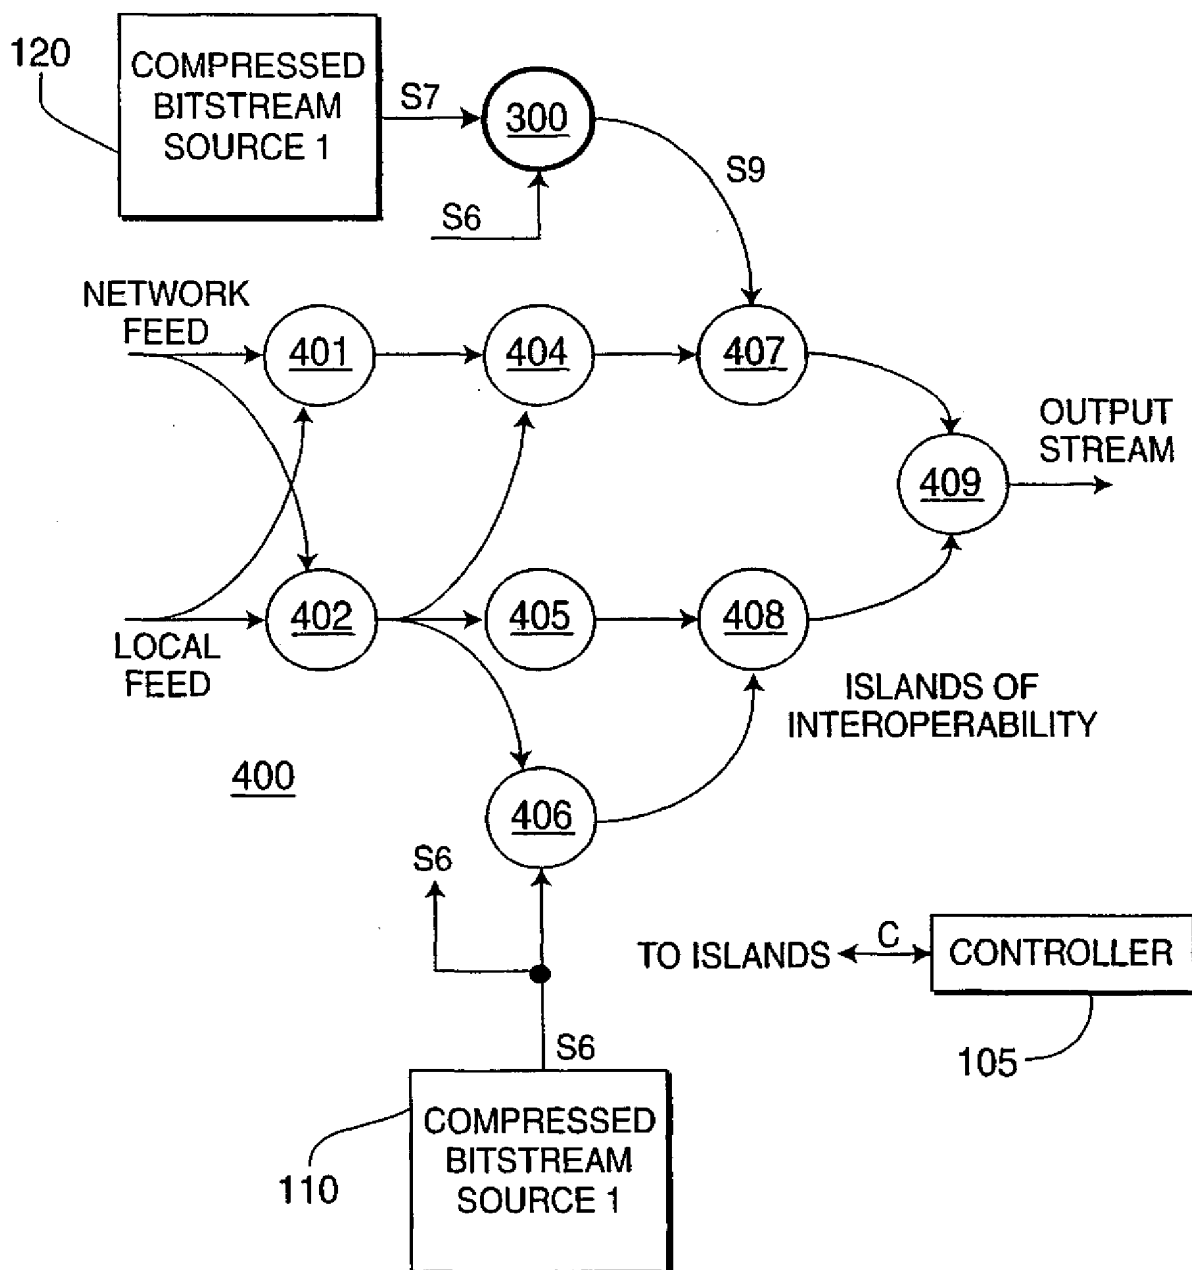 120
COMPRESSED
BITSTREAM
SOURCE 1
S7
300
S9
S6
NETWORK
FEED
401
404
407
OUTPUT
STREAM
409
402
405
408
LOCAL
FEED
ISLANDS OF
INTEROPERABILITY
400
406
S6
TO ISLANDS
C
CONTROLLER
105
S6
COMPRESSED
BITSTREAM
SOURCE 1
110